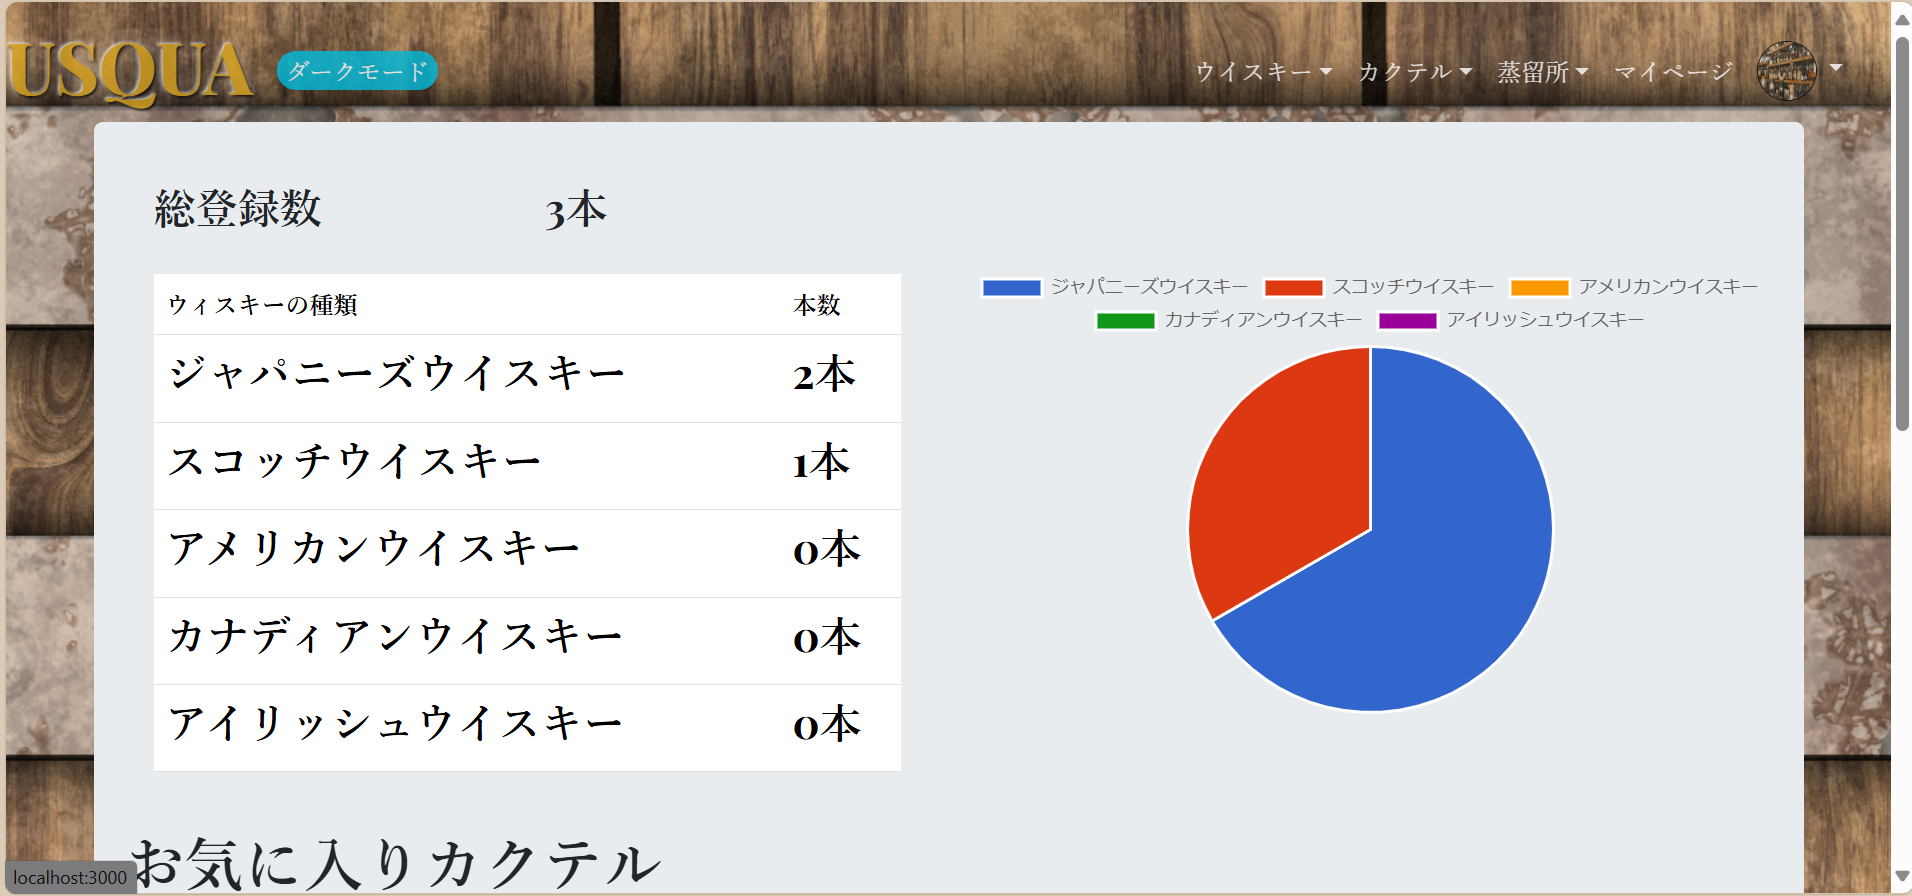 USQUA ダークモード ウイスキー カクテル 蒸留所 マイページ
総登録数 3本
ウィスキーの種類 本数
ジャパニーズウイスキー 2本
スコッチウイスキー 1本
アメリカンウイスキー 0本
カナディアンウイスキー 0本
アイリッシュウイスキー 0本
ジャパニーズウイスキー スコッチウイスキー アメリカンウイスキー
カナディアンウイスキー アイリッシュウイスキー
お気に入りカクテル
localhost:3000